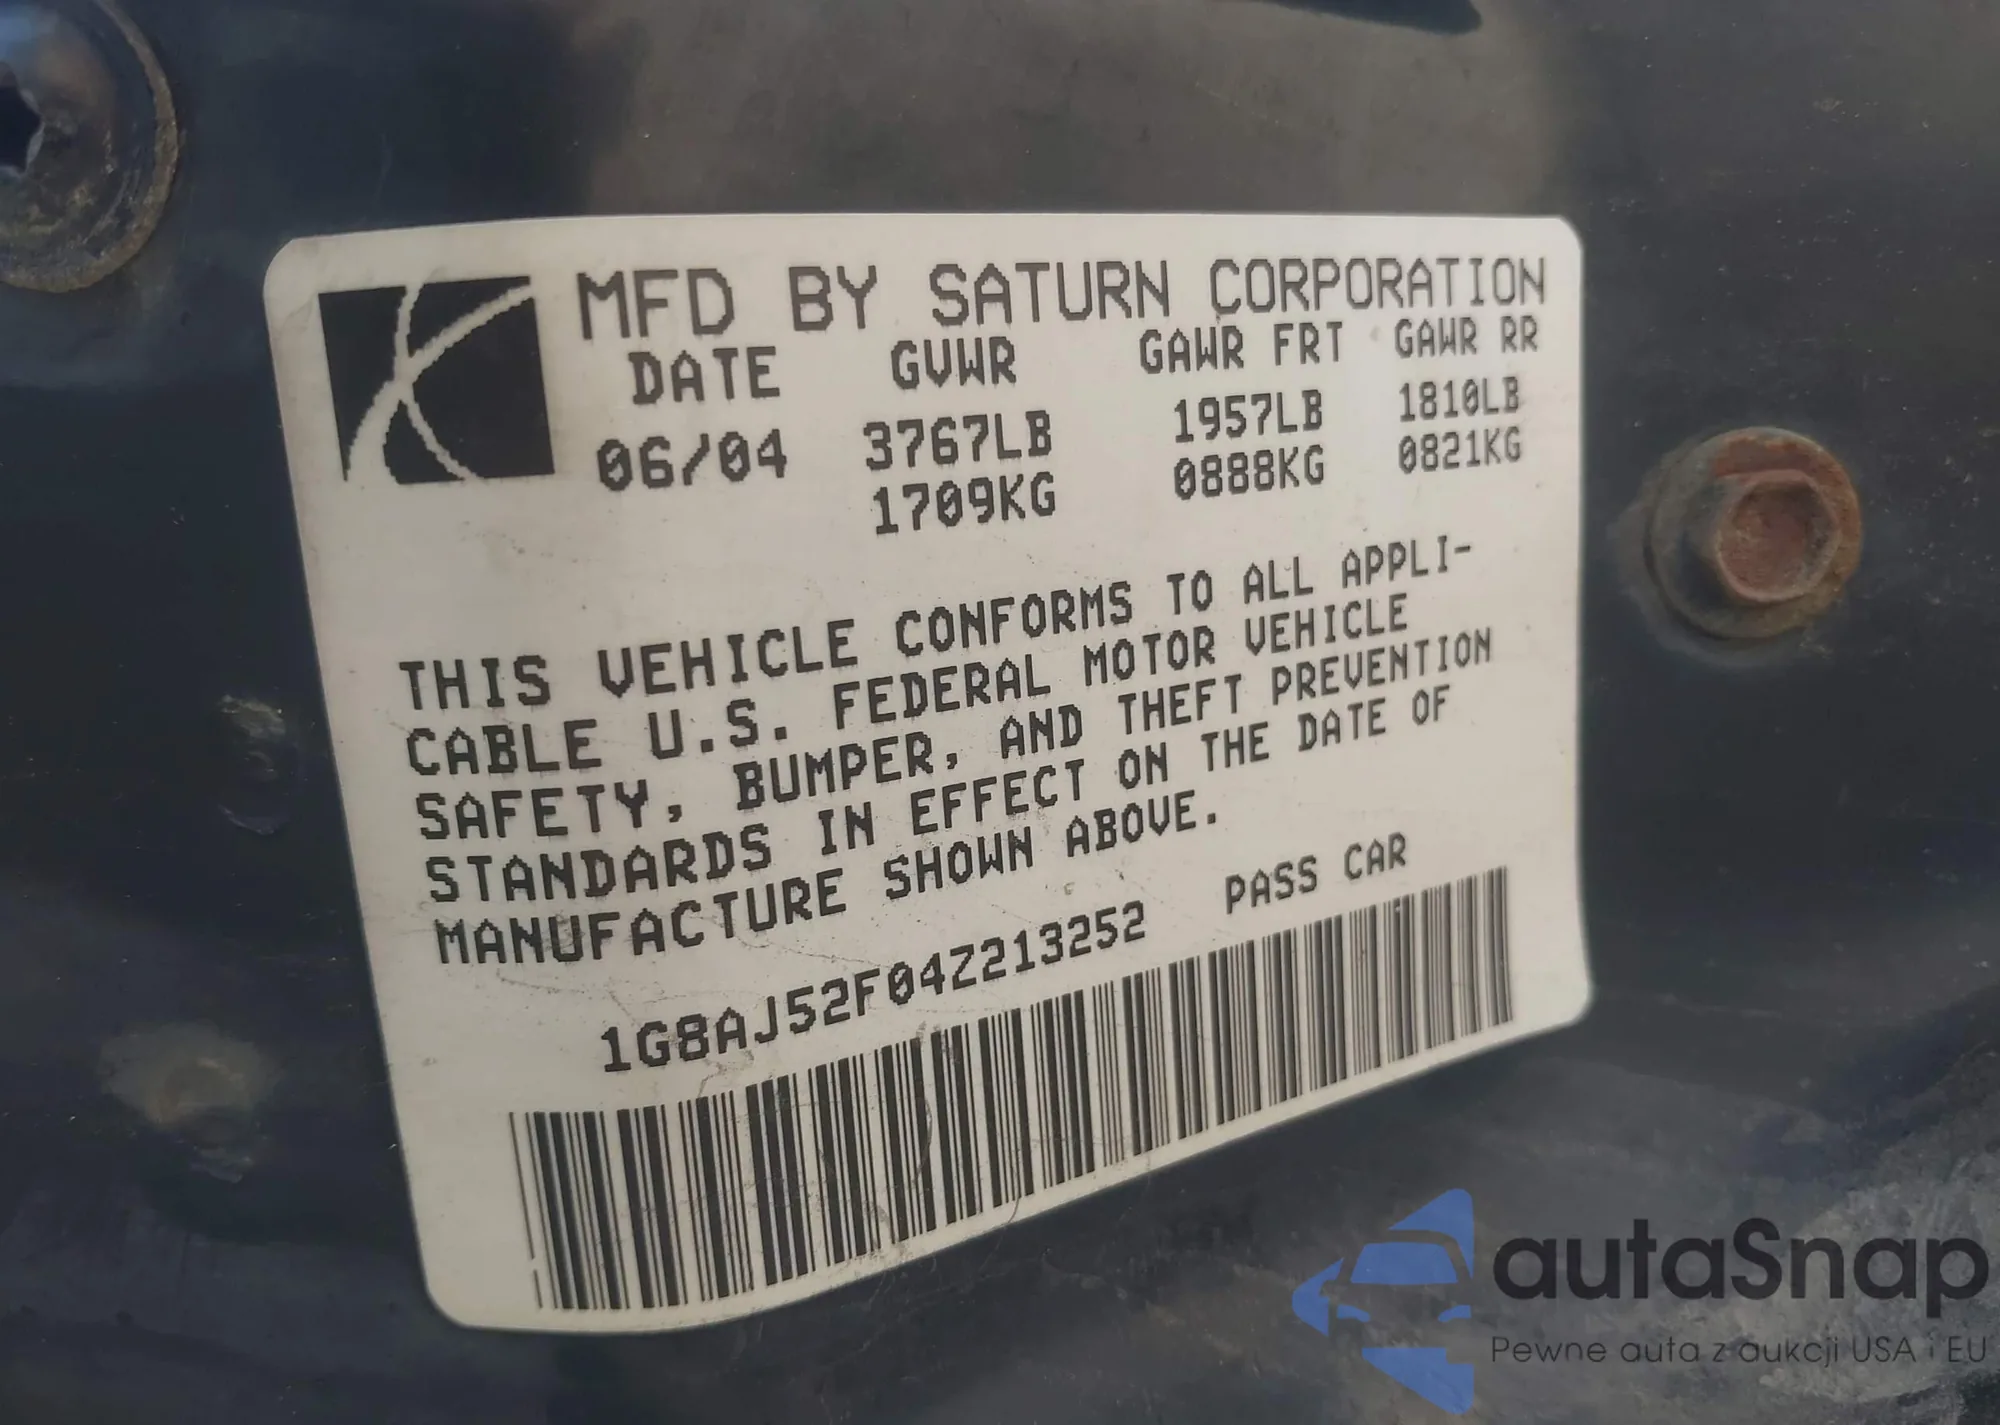 MFD BY SATURN CORPORATION
DATE GVWR GAWR FRT GAWR RR
06/04 3767LB 1957LB 1810LB
1709KG 0888KG 0821KG
THIS VEHICLE CONFORMS TO ALL APPLI-
CABLE U.S. FEDERAL MOTOR VEHICLE
SAFETY, BUMPER, AND THEFT PREVENTION
STANDARDS IN EFFECT ON THE DATE OF
MANUFACTURE SHOWN ABOVE.
1G8AJ52F04Z213252 PASS CAR
autaSnap
Pewne auta z aukcji USA i EU